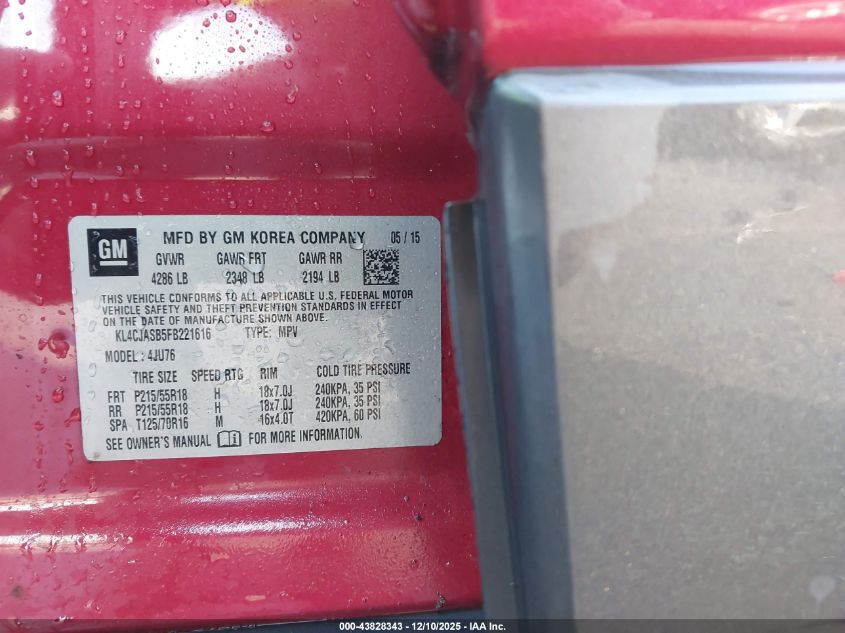 GM
MFD BY GM KOREA COMPANY 05 / 15
GVWR GAWR FRT GAWR RR
4286 LB 2348 LB 2194 LB
THIS VEHICLE CONFORMS TO ALL APPLICABLE U.S. FEDERAL MOTOR
VEHICLE SAFETY AND THEFT PREVENTION STANDARDS IN EFFECT
ON THE DATE OF MANUFACTURE SHOWN ABOVE.
KL4CJASB5FB221616 TYPE: MPV
MODEL: 4JU76
TIRE SIZE SPEED RTG RIM COLD TIRE PRESSURE
FRT P215/55R18 H 18x7.0J 240KPA, 35 PSI
RR P215/55R18 H 18x7.0J 240KPA, 35 PSI
SPA T125/70R16 M 16x4.0T 420KPA, 60 PSI
SEE OWNER'S MANUAL FOR MORE INFORMATION.
000-43828343 — 12/10/2025 — IAA Inc.